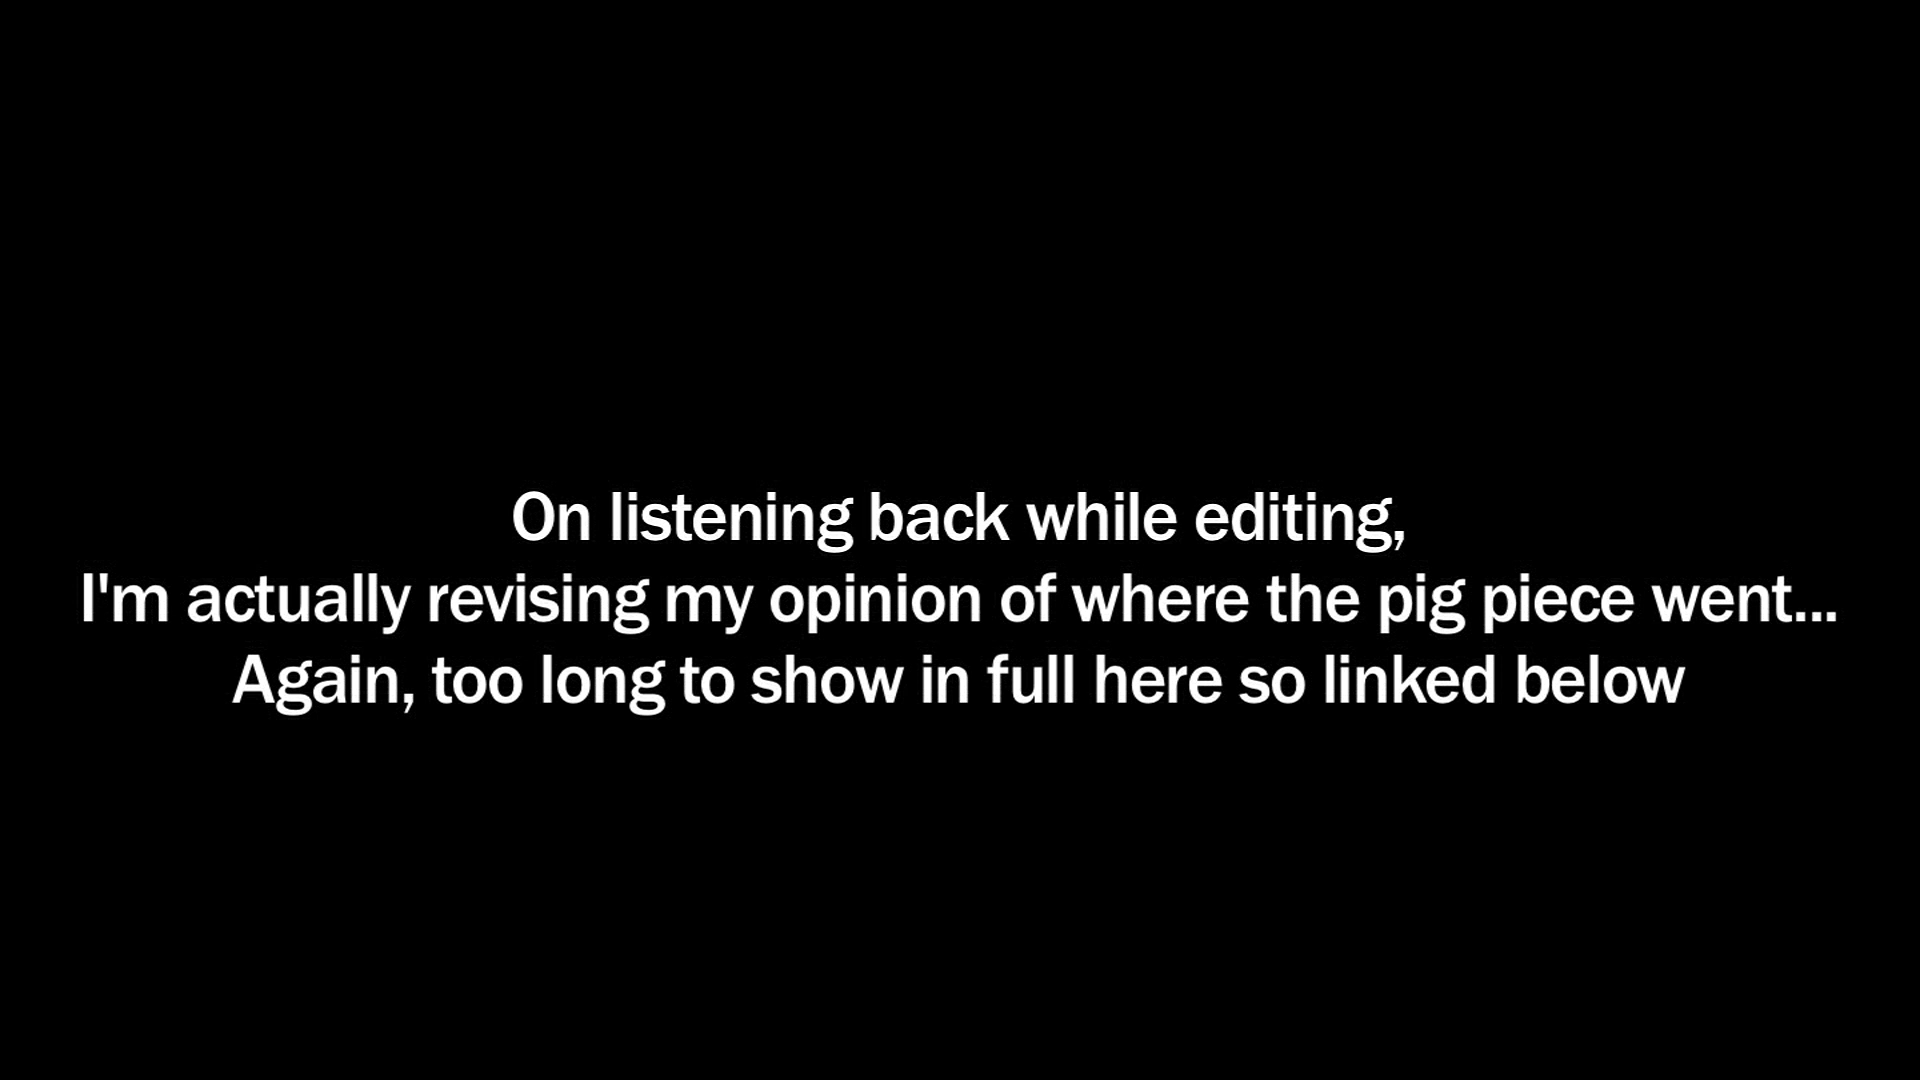 On listening back while editing,
I'm actually revising my opinion of where the pig piece went...
Again, too long to show in full here so linked below